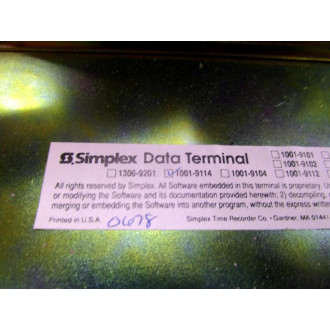 Simplex Data Terminal
1001-9101
1001-9102
1306-9201 1001-9114 1001-9104 1001-9112
All rights reserved by Simplex. All Software embedded in this terminal is proprietary.
or modifying the Software in the documentation provided herewith; 2) decompiling,
merging or embedding the Software into another program, without the express written
Printed in U.S.A. 0678 Simplex Time Recorder Co. • Gardner, MA 01441